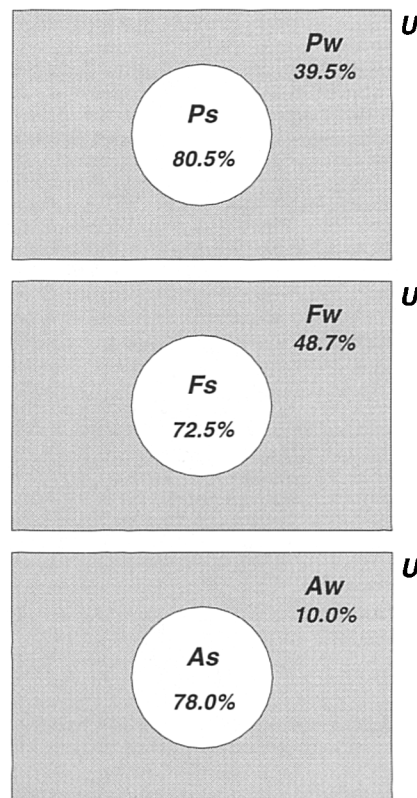 U
Pw
39.5%
Ps
80.5%
U
Fw
48.7%
Fs
72.5%
U
Aw
10.0%
As
78.0%